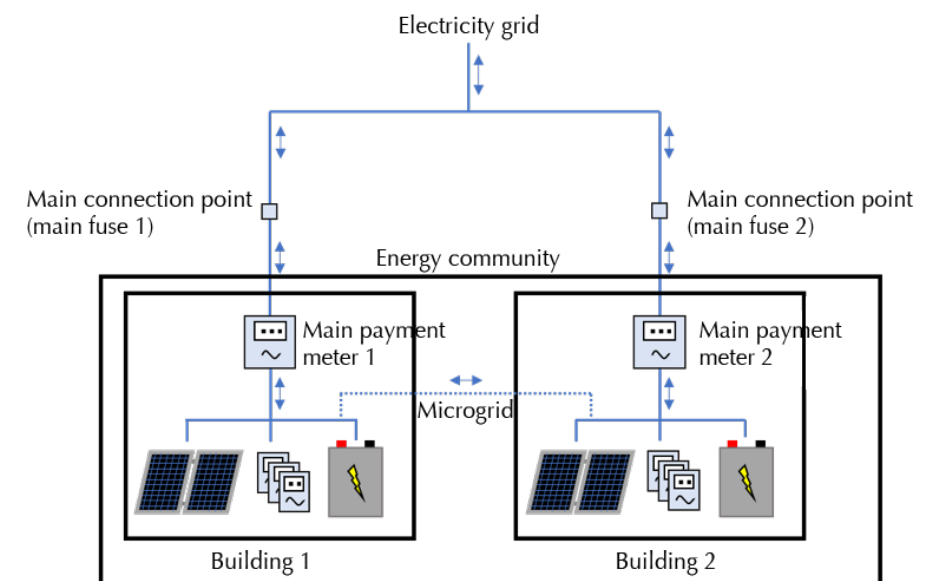 Electricity grid
Main connection point
(main fuse 1)
Main connection point
(main fuse 2)
Energy community
Main payment
meter 1
Main payment
meter 2
Microgrid
Building 1
Building 2